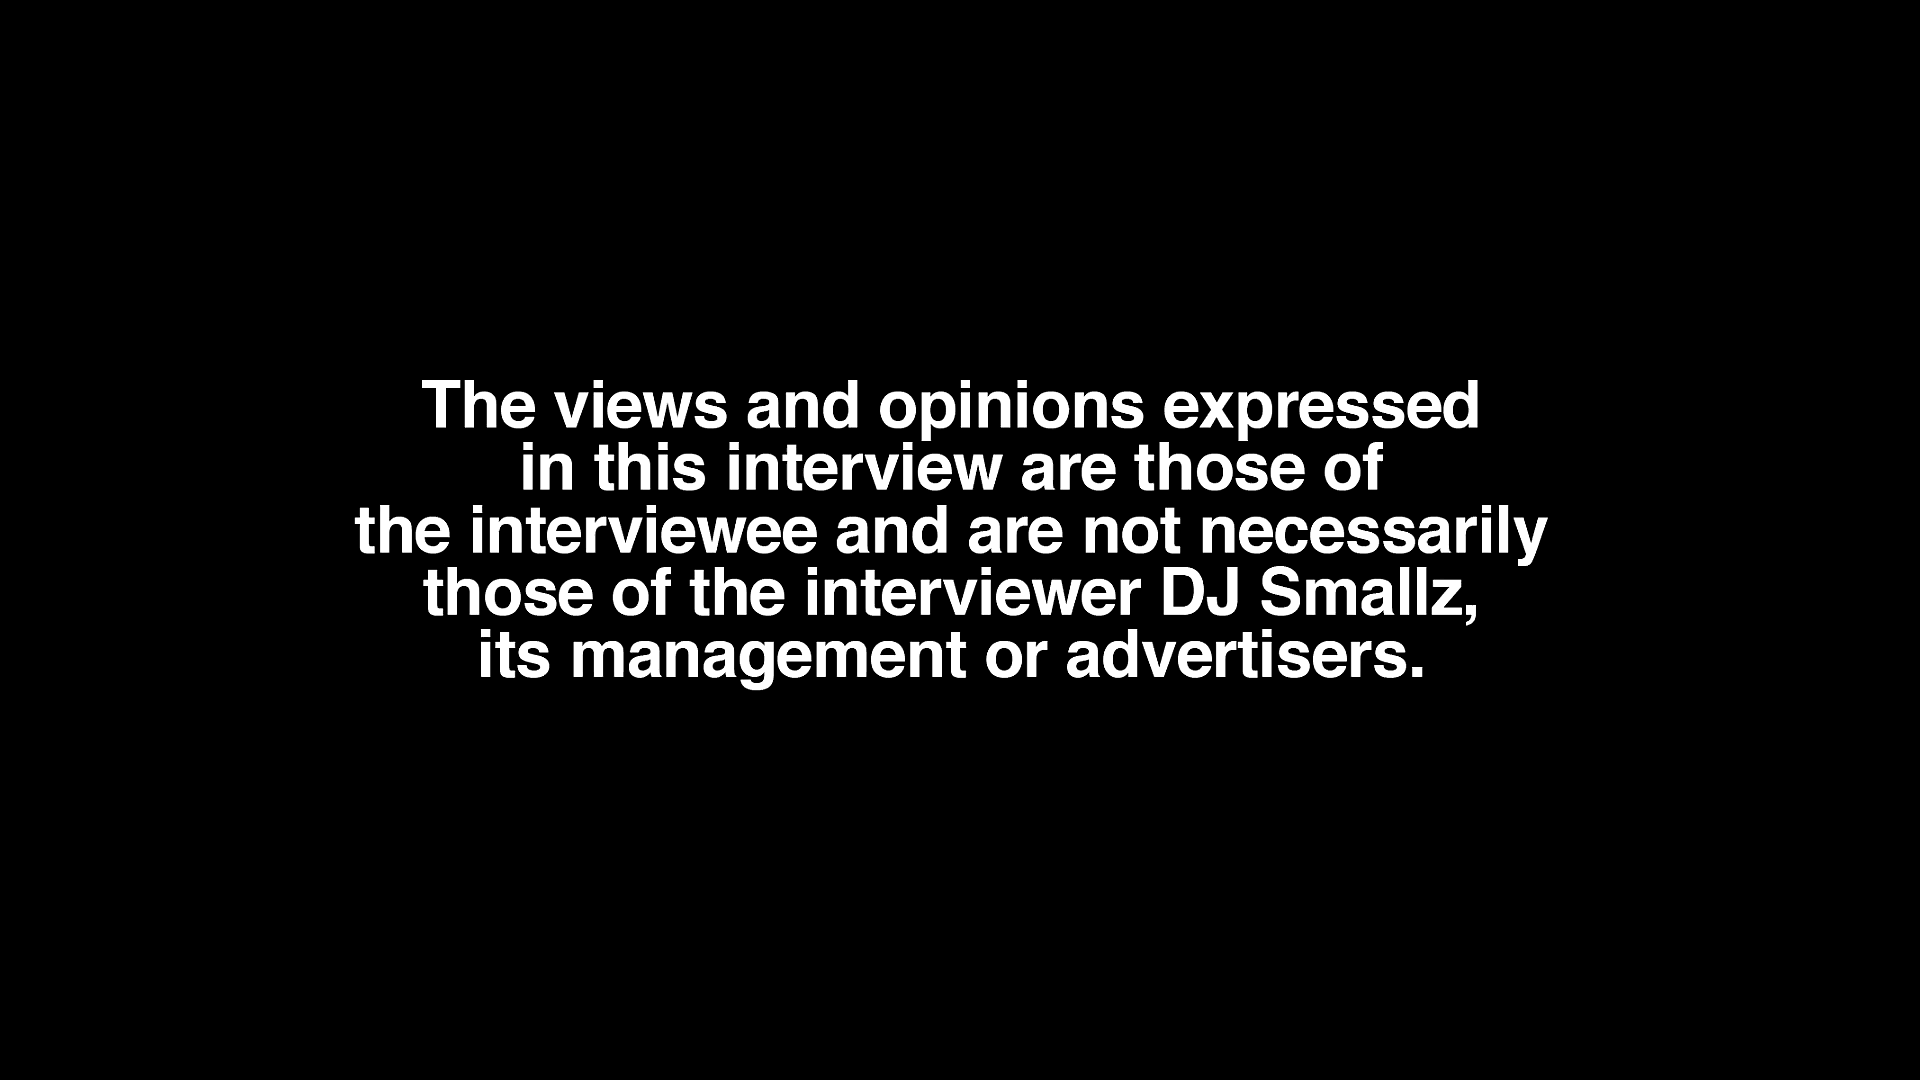 The views and opinions expressed
in this interview are those of
the interviewee and are not necessarily
those of the interviewer DJ Smallz,
its management or advertisers.